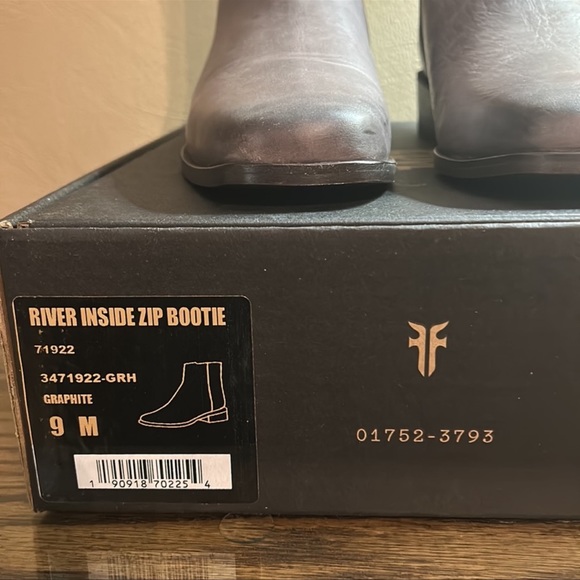 RIVER INSIDE ZIP BOOTIE
71922
3471922-GRH
GRAPHITE
9 M
1 90918 70225 4
01752-3793